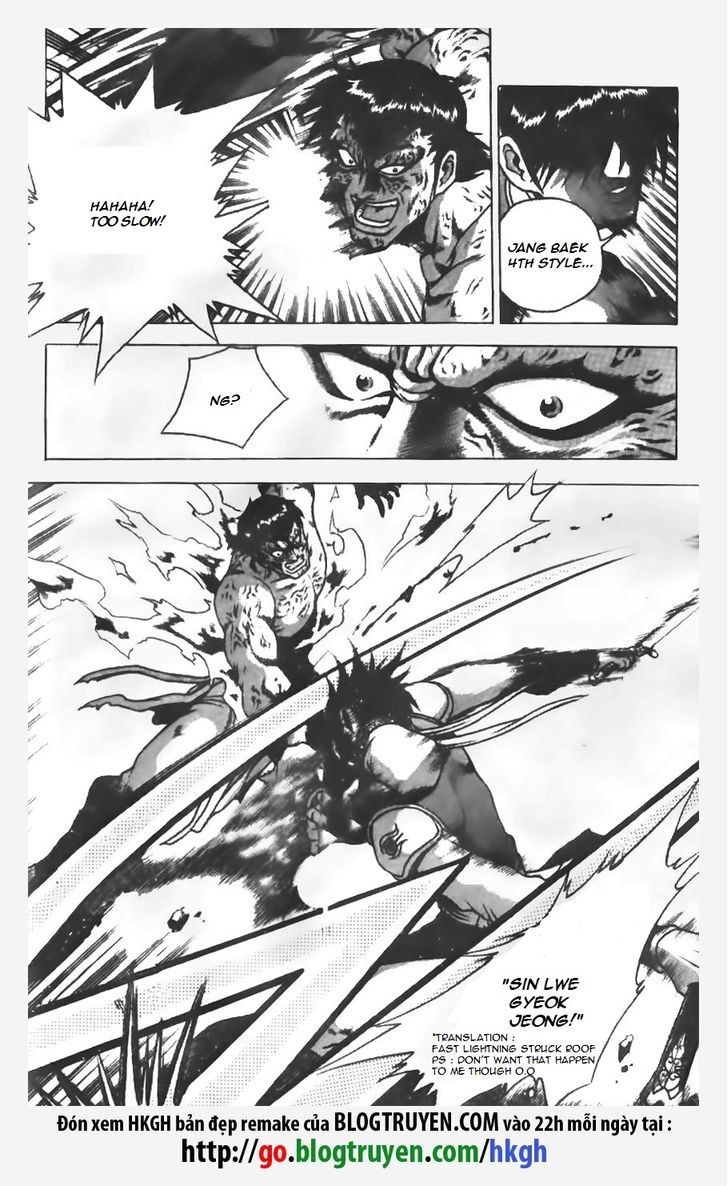 HAHAHA!
TOO SLOW!
JANG BAEK
4TH STYLE...
NG?
"SIN LWE
GYEOK
JEONG!"
"TRANSLATION :
FAST LIGHTNING STRUCK ROOF
PS : DON'T WANT THAT HAPPEN
TO ME THOUGH O.O
Đón xem HKGH bản đẹp remake của BLOGTRUYEN.COM vào 22h mỗi ngày tại :
http://go.blogtruyen.com/hkgh